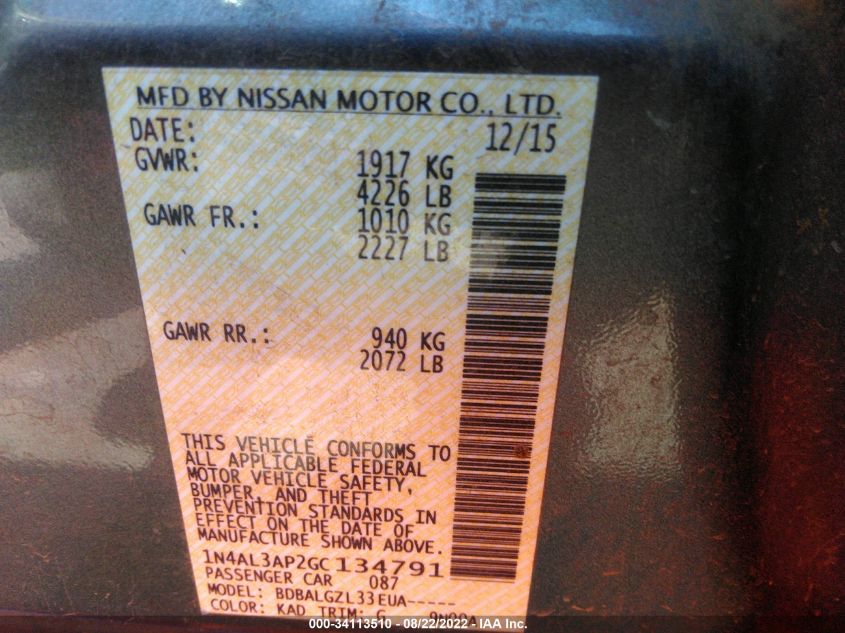 MFD BY NISSAN MOTOR CO., LTD.
DATE: 12/15
GVWR: 1917 KG
4226 LB
GAWR FR.: 1010 KG
2227 LB
GAWR RR.: 940 KG
2072 LB
THIS VEHICLE CONFORMS TO
ALL APPLICABLE FEDERAL
MOTOR VEHICLE SAFETY,
BUMPER, AND THEFT
PREVENTION STANDARDS IN
EFFECT ON THE DATE OF
MANUFACTURE SHOWN ABOVE.
1N4AL3AP2GC134791
PASSENGER CAR 087
MODEL: BDBALGZL33EUA-----
COLOR: KAD TRIM: G
000-34113510 - 08/22/2022 - IAA Inc.